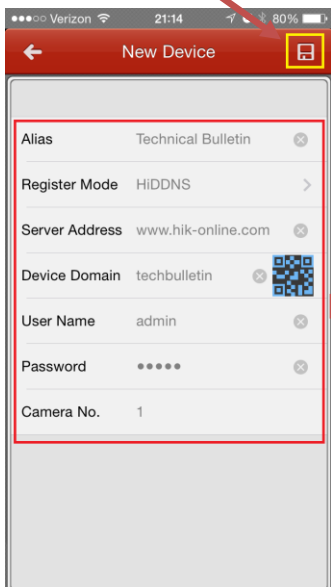 Verizon 21:14 80%
New Device
Alias Technical Bulletin
Register Mode HiDDNS
Server Address www.hik-online.com
Device Domain techbulletin
User Name admin
Password •••••
Camera No. 1